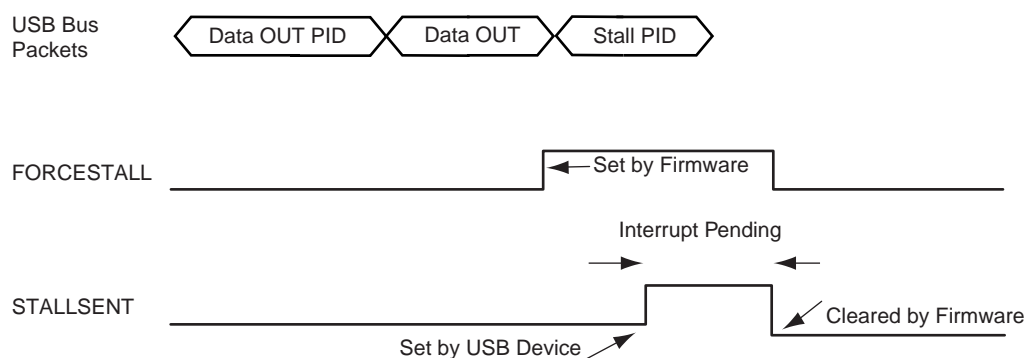 USB Bus
Packets
Data OUT PID
Data OUT
Stall PID
FORCESTALL
Set by Firmware
Interrupt Pending
STALLSENT
Cleared by Firmware
Set by USB Device